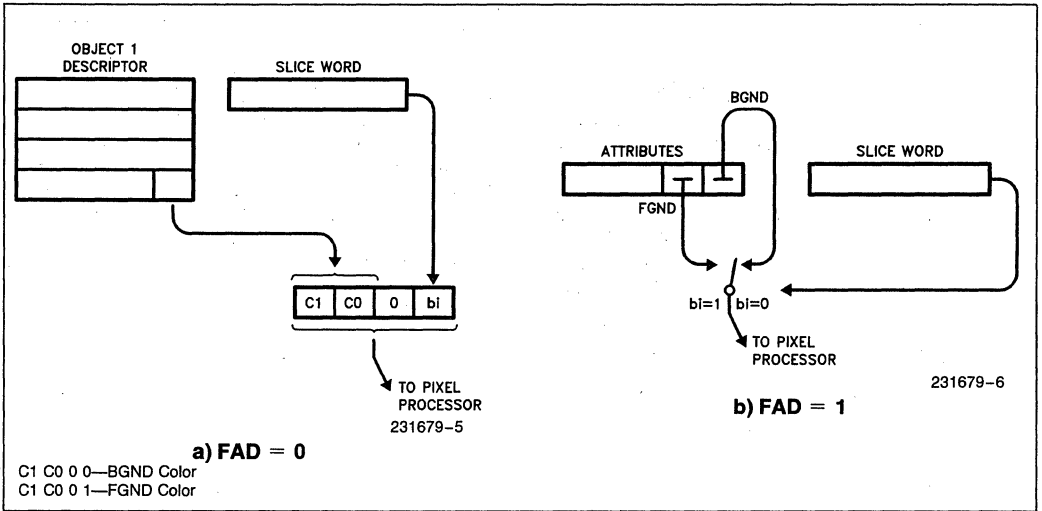 OBJECT 1
DESCRIPTOR
SLICE WORD
C1 C0 0 bi
TO PIXEL
PROCESSOR
231679-5
a) FAD = 0
C1 C0 0 0—BGND Color
C1 C0 0 1—FGND Color
BGND
ATTRIBUTES
SLICE WORD
FGND
bi=1 bi=0
TO PIXEL
PROCESSOR
231679-6
b) FAD = 1